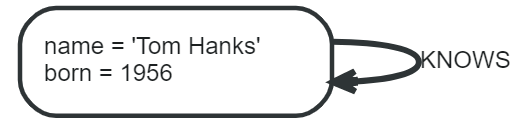 name = 'Tom Hanks'
born = 1956
KNOWS